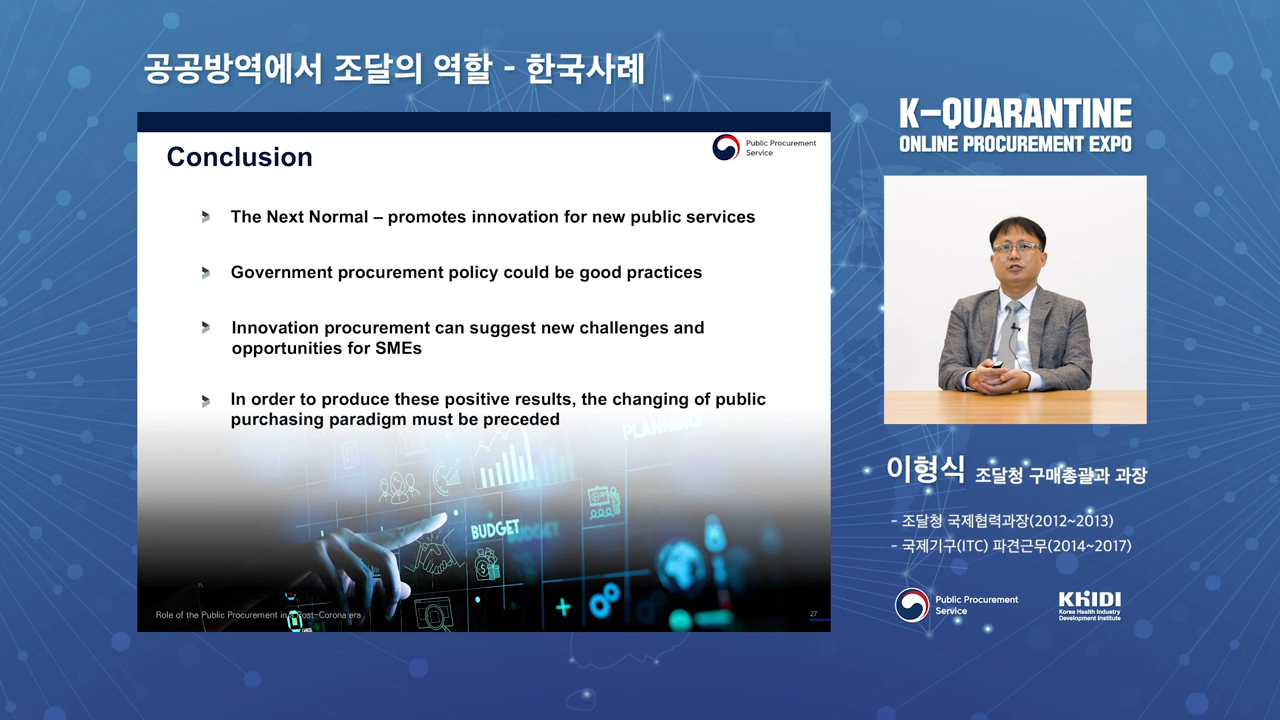 공공방역에서 조달의 역할 - 한국사례
Public Procurement
Service
Conclusion
The Next Normal – promotes innovation for new public services
Government procurement policy could be good practices
Innovation procurement can suggest new challenges and
opportunities for SMEs
In order to produce these positive results, the changing of public
purchasing paradigm must be preceded
PLANNING
BUDGET
BUDGET
Role of the Public Procurement in a Post-Corona era
27
K-QUARANTINE
ONLINE PROCUREMENT EXPO
이형식 조달청 구매총괄과 과장
- 조달청 국제협력과장(2012~2013)
- 국제기구(ITC) 파견근무(2014~2017)
Public Procurement
Service
KHIDI
Korea Health Industry
Development Institute